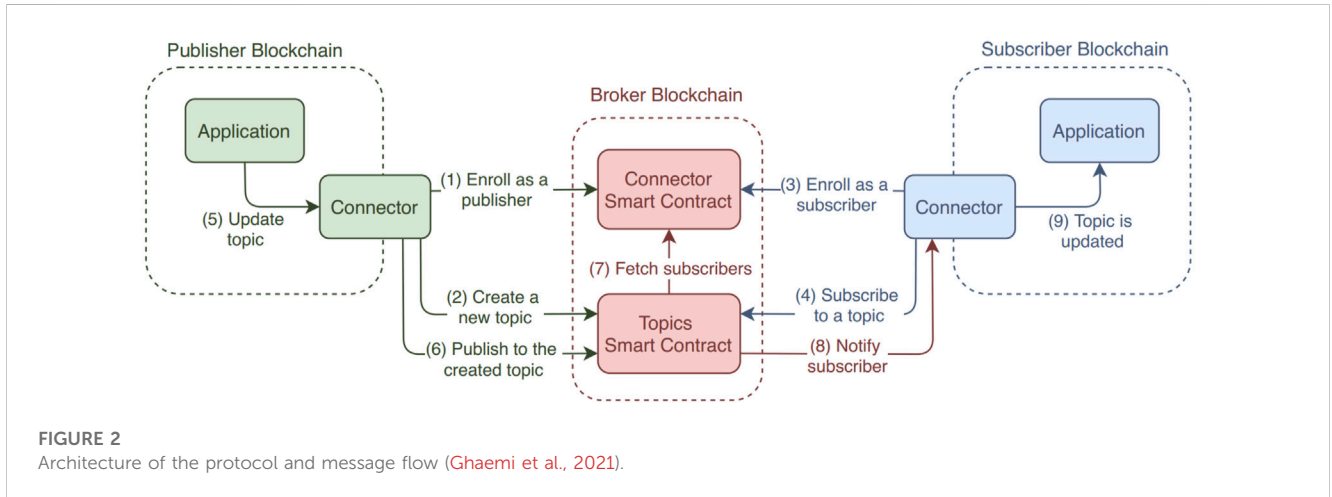 Publisher Blockchain
Application
(5) Update
topic
Connector
(1) Enroll as a
publisher
(2) Create a
new topic
(6) Publish to the
created topic
Broker Blockchain
Connector
Smart Contract
(7) Fetch subscribers
Topics
Smart Contract
Subscriber Blockchain
(3) Enroll as a
subscriber
Connector
Application
(9) Topic is
updated
(4) Subscribe
to a topic
(8) Notify
subscriber
FIGURE 2
Architecture of the protocol and message flow (Ghaemi et al., 2021).